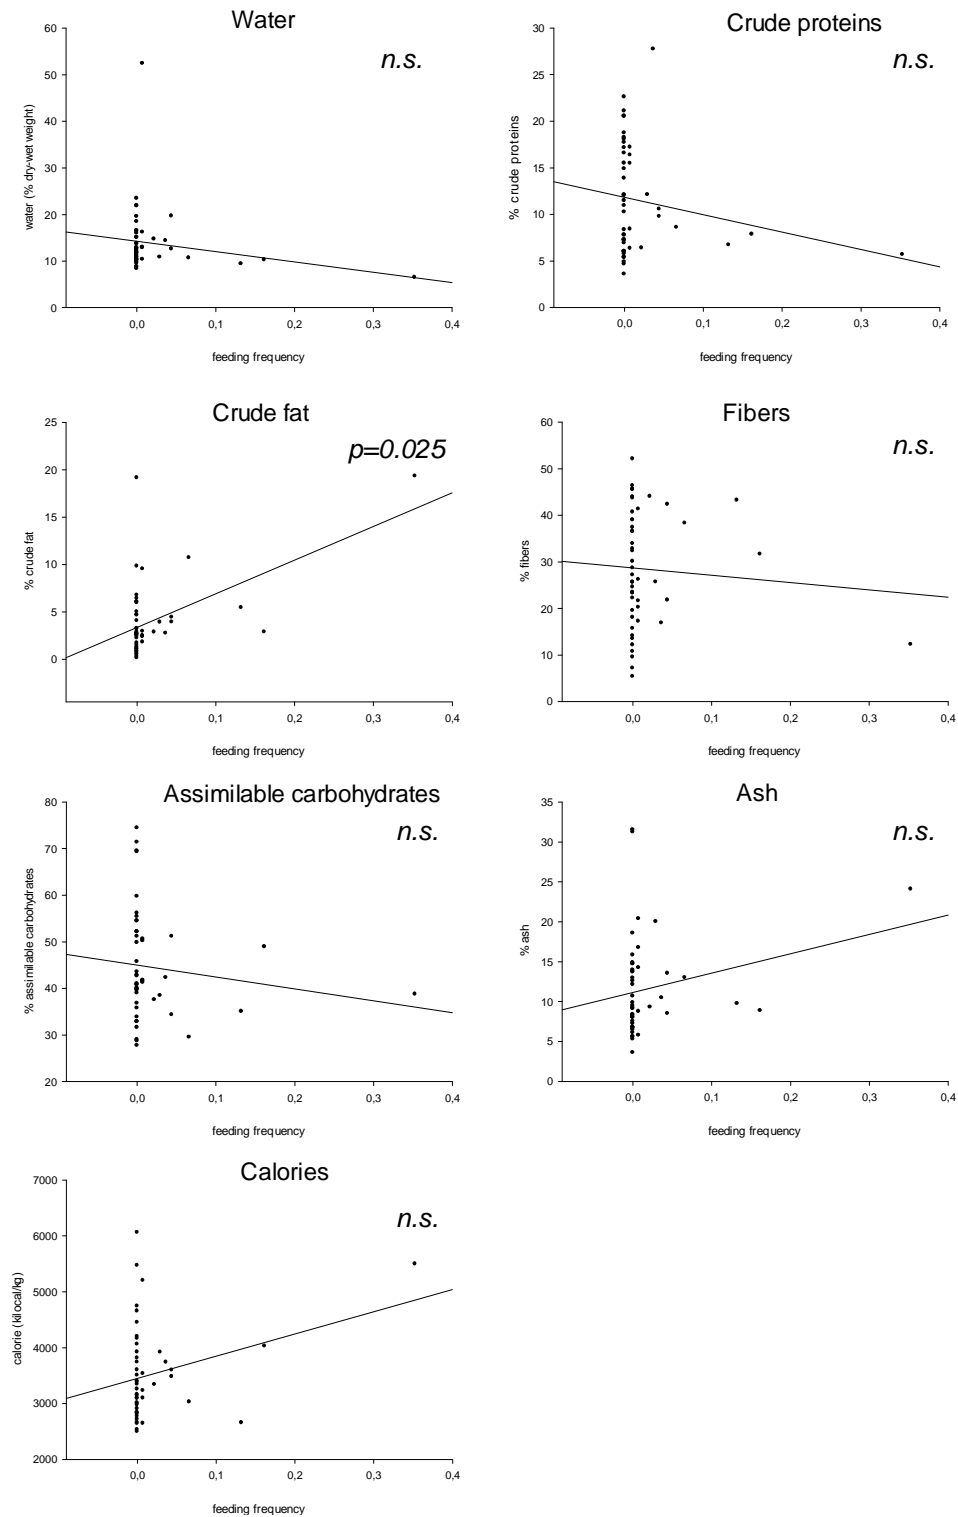 Water
n.s.
water (% dry-wet weight)
60
50
40
30
20
10
0
0,0 0,1 0,2 0,3 0,4
feeding frequency
Crude proteins
n.s.
% crude proteins
30
25
20
15
10
5
0
0,0 0,1 0,2 0,3 0,4
feeding frequency
Crude fat
p=0.025
% crude fat
25
20
15
10
5
0
0,0 0,1 0,2 0,3 0,4
feeding frequency
Fibers
n.s.
% fibers
60
50
40
30
20
10
0
0,0 0,1 0,2 0,3 0,4
feeding frequency
Assimilable carbohydrates
n.s.
% assimilable carbohydrates
80
70
60
50
40
30
20
0,0 0,1 0,2 0,3 0,4
feeding frequency
Ash
n.s.
% ash
35
30
25
20
15
10
5
0
0,0 0,1 0,2 0,3 0,4
feeding frequency
Calories
n.s.
calorie (kilocal/kg)
7000
6000
5000
4000
3000
2000
0,0 0,1 0,2 0,3 0,4
feeding frequency